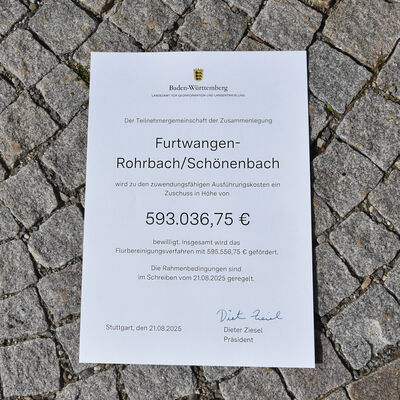 Baden-Württemberg
LANDESAMT FÜR GEOINFORMATION UND LANDENTWICKLUNG
Der Teilnehmergemeinschaft der Zusammenlegung
Furtwangen-
Rohrbach/Schönenbach
wird zu den zuwendungsfähigen Ausführungskosten ein
Zuschuss in Höhe von
593.036,75 €
bewilligt. Insgesamt wird das
Flurbereinigungsverfahren mit 595.556,75 € gefördert.
Die Rahmenbedingungen sind
im Schreiben vom 21.08.2025 geregelt.
Diet Ziesel
Stuttgart, den 21.08.2025
Dieter Ziesel
Präsident